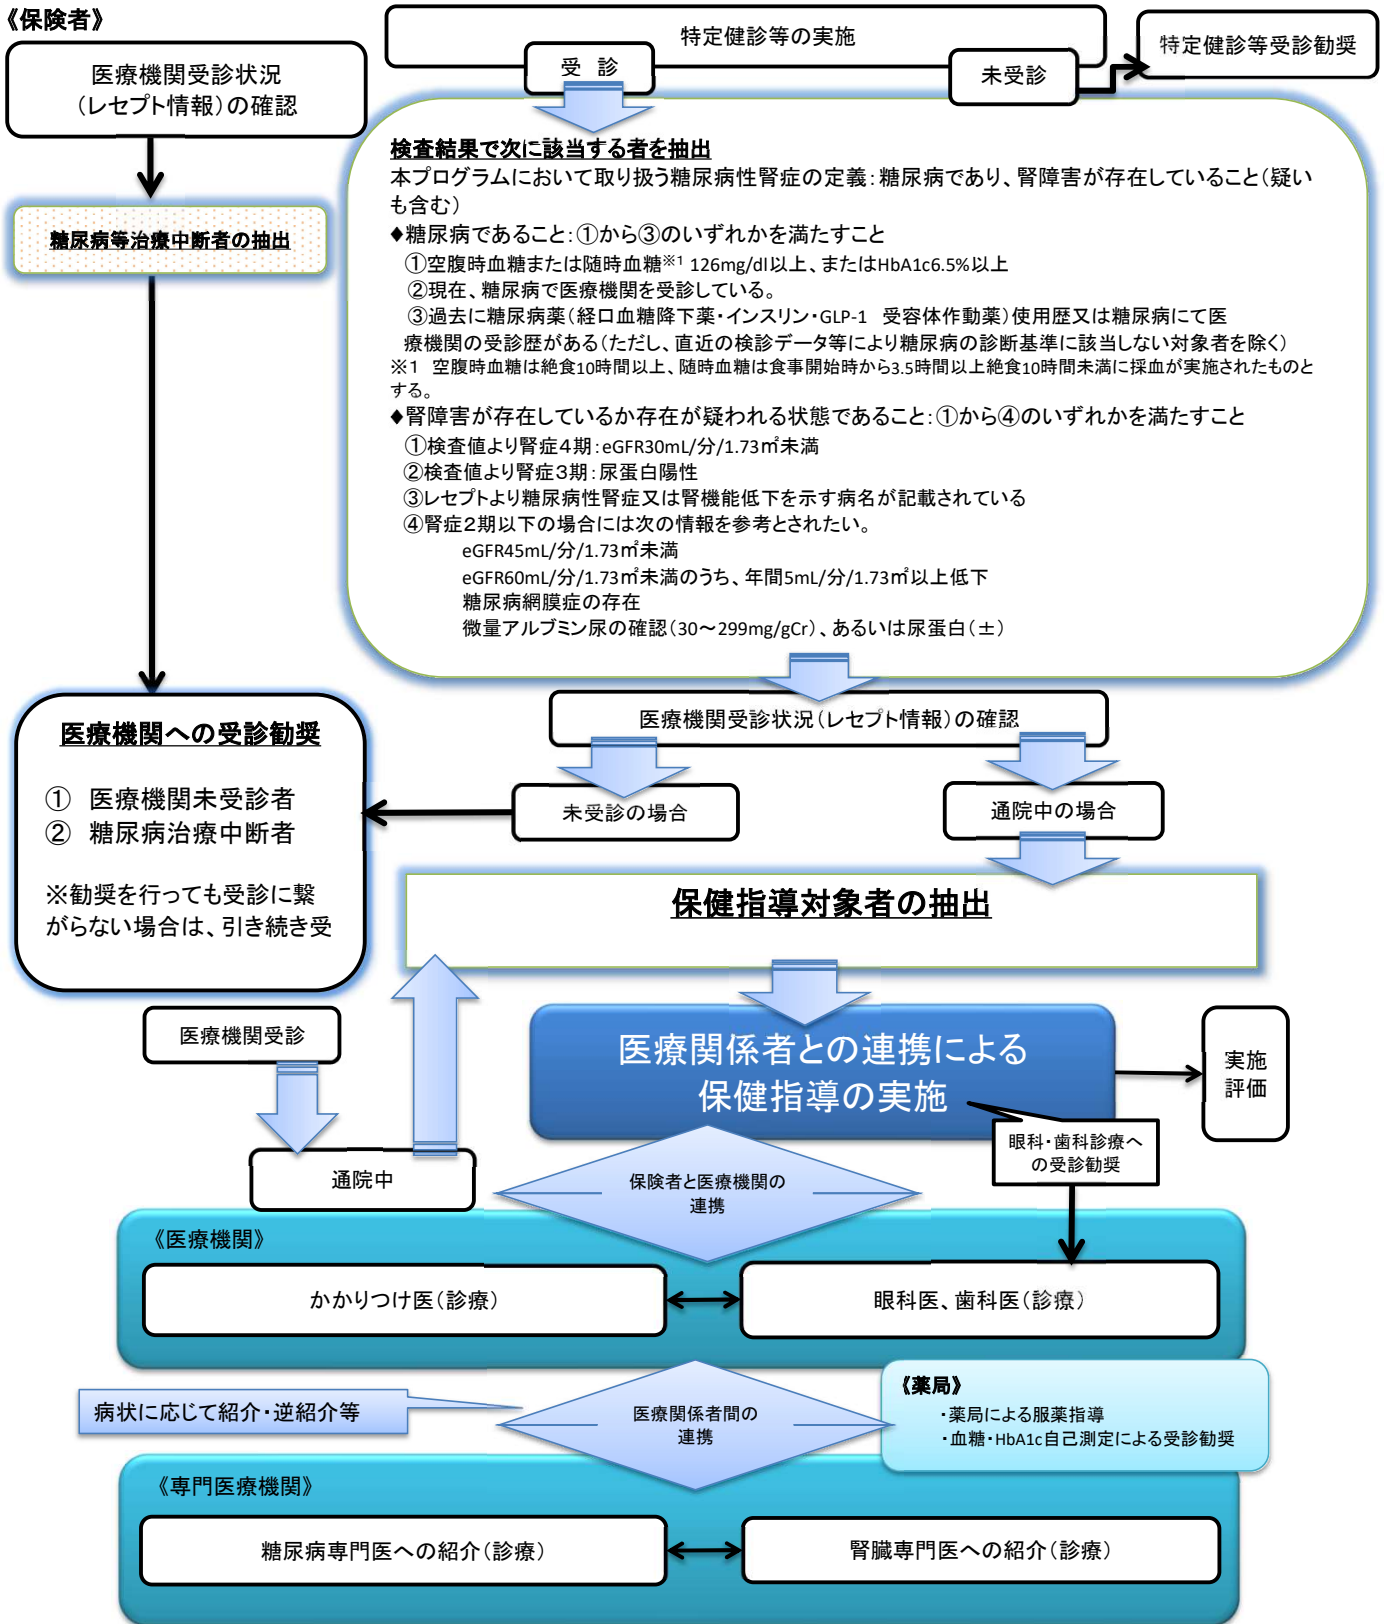 《保険者》
医療機関受診状況
(レセプト情報)の確認
特定健診等の実施
受 診
未受診
特定健診等受診勧奨
糖尿病等治療中断者の抽出
検査結果で次に該当する者を抽出
本プログラムにおいて取り扱う糖尿病性腎症の定義:糖尿病であり、腎障害が存在していること(疑い
も含む)
♦糖尿病であること:①から③のいずれかを満たすこと
①空腹時血糖または随時血糖※1 126mg/dl以上、またはHbA1c6.5%以上
②現在、糖尿病で医療機関を受診している。
③過去に糖尿病薬(経口血糖降下薬・インスリン・GLP-1 受容体作動薬)使用歴又は糖尿病にて医
療機関の受診歴がある(ただし、直近の検診データ等により糖尿病の診断基準に該当しない対象者を除く)
※1 空腹時血糖は絶食10時間以上、随時血糖は食事開始時から3.5時間以上絶食10時間未満に採血が実施されたものと
する。
♦腎障害が存在しているか存在が疑われる状態であること:①から④のいずれかを満たすこと
①検査値より腎症4期:eGFR30mL/分/1.73㎡未満
②検査値より腎症3期:尿蛋白陽性
③レセプトより糖尿病性腎症又は腎機能低下を示す病名が記載されている
④腎症2期以下の場合には次の情報を参考とされたい。
eGFR45mL/分/1.73㎡未満
eGFR60mL/分/1.73㎡未満のうち、年間5mL/分/1.73㎡以上低下
糖尿病網膜症の存在
微量アルブミン尿の確認(30~299mg/gCr)、あるいは尿蛋白(±)
医療機関への受診勧奨
① 医療機関未受診者
② 糖尿病治療中断者
※勧奨を行っても受診に繋
がらない場合は、引き続き受
医療機関受診状況(レセプト情報)の確認
未受診の場合
通院中の場合
保健指導対象者の抽出
医療機関受診
通院中
医療関係者との連携による
保健指導の実施
実施
評価
眼科・歯科診療へ
の受診勧奨
保険者と医療機関の
連携
《医療機関》
かかりつけ医(診療)
眼科医、歯科医(診療)
病状に応じて紹介・逆紹介等
医療関係者間の
連携
《薬局》
・薬局による服薬指導
・血糖・HbA1c自己測定による受診勧奨
《専門医療機関》
糖尿病専門医への紹介(診療)
腎臓専門医への紹介(診療)